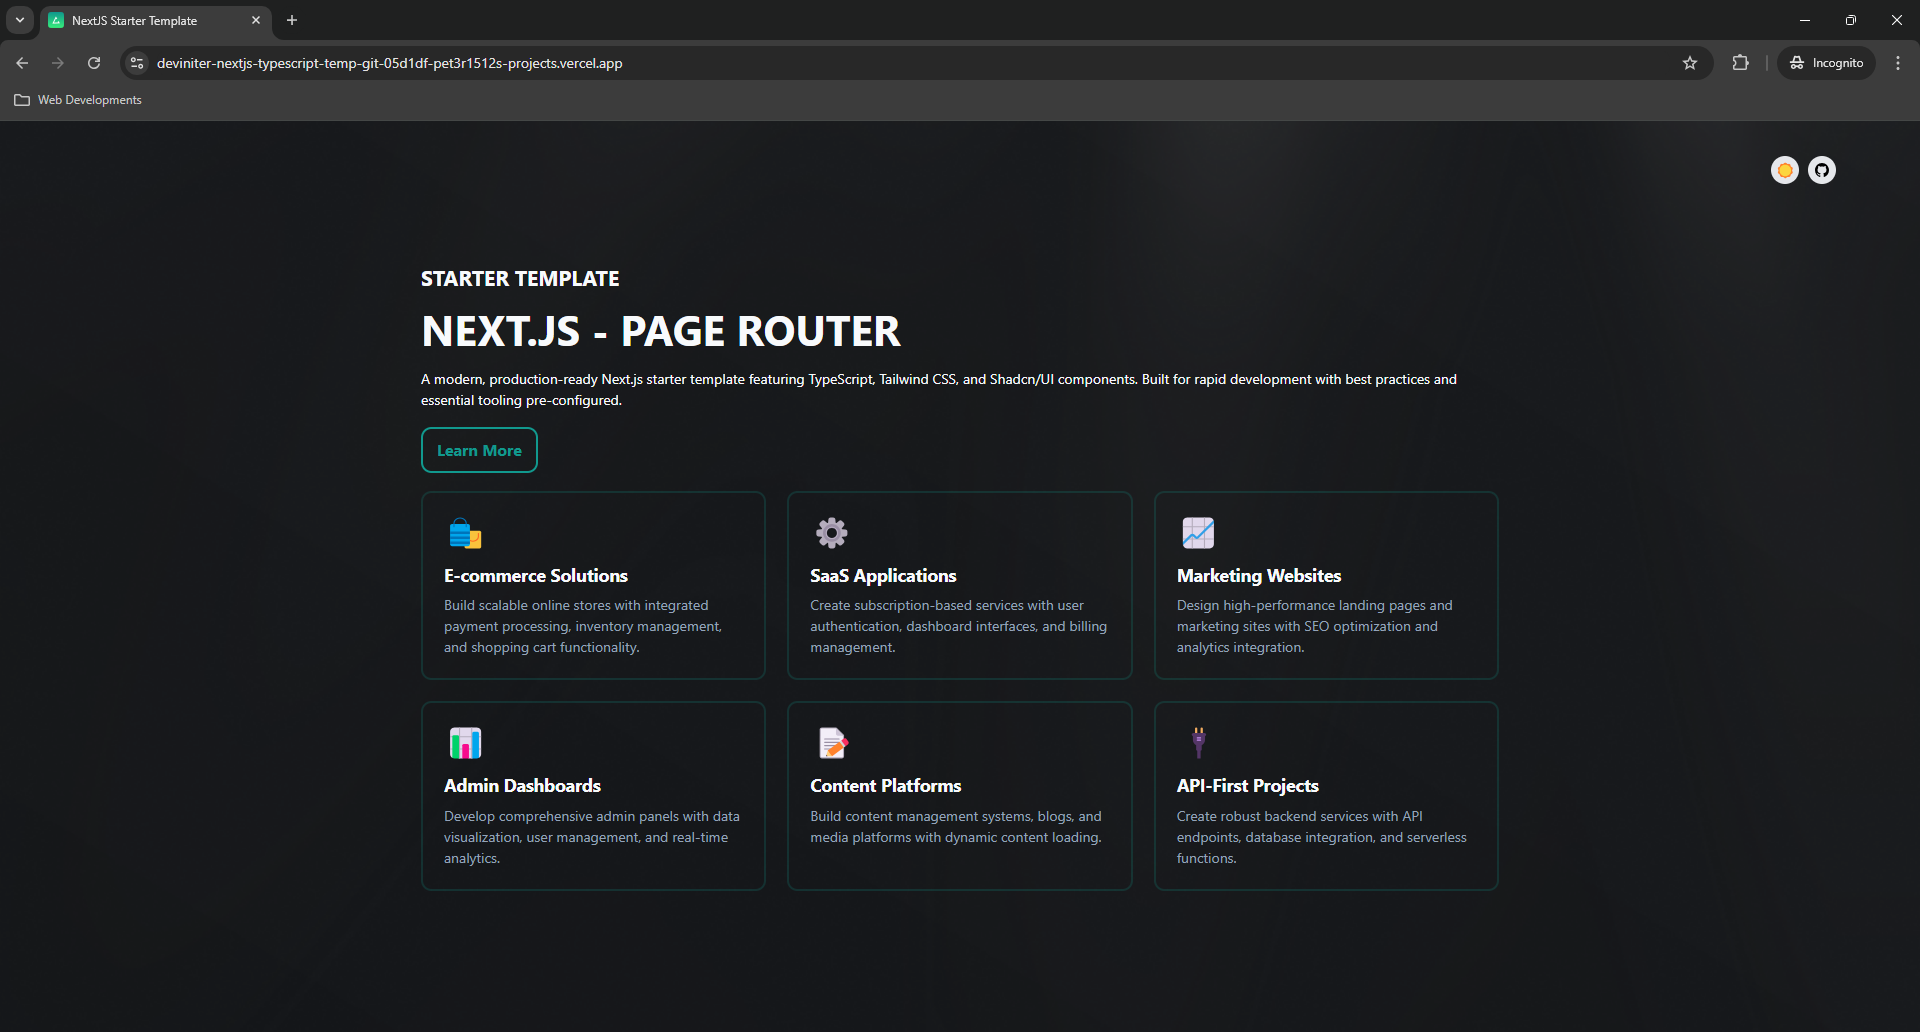 NextJS Starter Template
deviniter-nextjs-typescript-temp-git-05d1df-pet3r1512s-projects.vercel.app
Incognito
Web Developments
STARTER TEMPLATE
NEXT.JS - PAGE ROUTER
A modern, production-ready Next.js starter template featuring TypeScript, Tailwind CSS, and Shadcn/UI components. Built for rapid development with best practices and
essential tooling pre-configured.
Learn More
E-commerce Solutions
Build scalable online stores with integrated
payment processing, inventory management,
and shopping cart functionality.
SaaS Applications
Create subscription-based services with user
authentication, dashboard interfaces, and billing
management.
Marketing Websites
Design high-performance landing pages and
marketing sites with SEO optimization and
analytics integration.
Admin Dashboards
Develop comprehensive admin panels with data
visualization, user management, and real-time
analytics.
Content Platforms
Build content management systems, blogs, and
media platforms with dynamic content loading.
API-First Projects
Create robust backend services with API
endpoints, database integration, and serverless
functions.